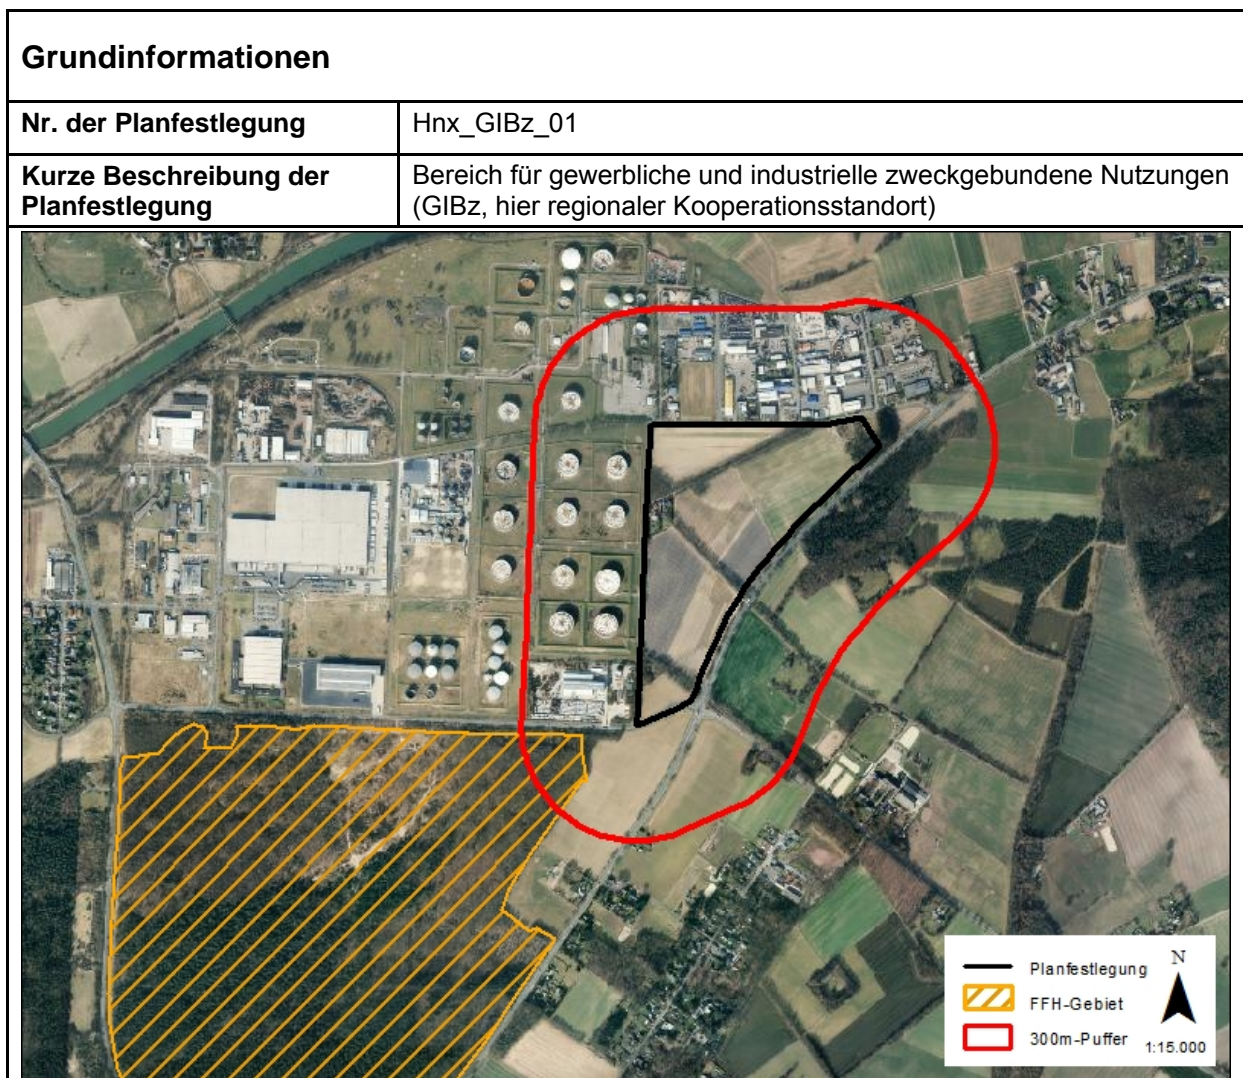 Grundinformationen
Nr. der Planfestlegung
Hnx_GIBz_01
Kurze Beschreibung der
Planfestlegung
Bereich für gewerbliche und industrielle zweckgebundene Nutzungen
(GIBz, hier regionaler Kooperationsstandort)
Planfestlegung
FFH-Gebiet
300m-Puffer
N
1:15.000